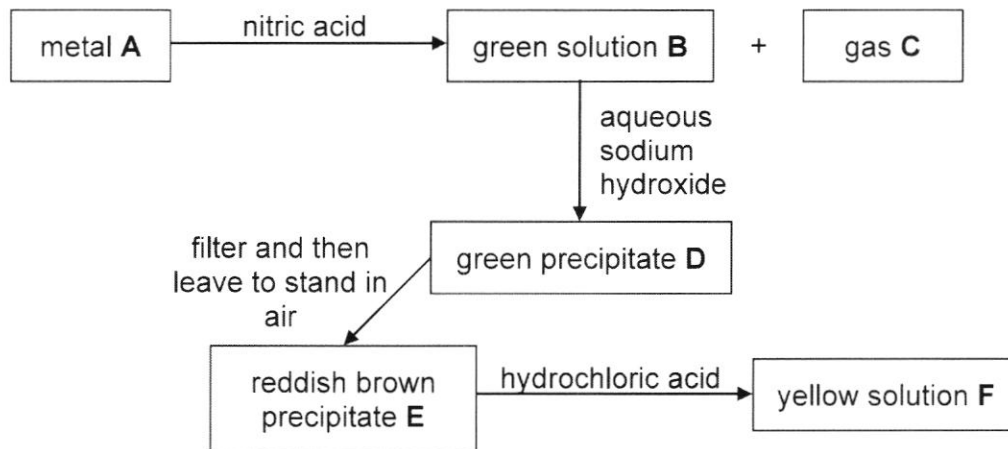 nitric acid
metal A
green solution B
+
gas C
aqueous
sodium
hydroxide
green precipitate D
filter and then
leave to stand in
air
reddish brown
precipitate E
hydrochloric acid
yellow solution F